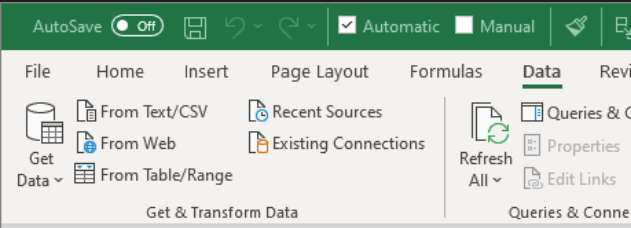 AutoSave Off Automatic Manual
File Home Insert Page Layout Formulas Data Revi
From Text/CSV Recent Sources Queries & C
From Web Existing Connections Properties
Get Data From Table/Range Refresh All Edit Links
Get & Transform Data Queries & Conne